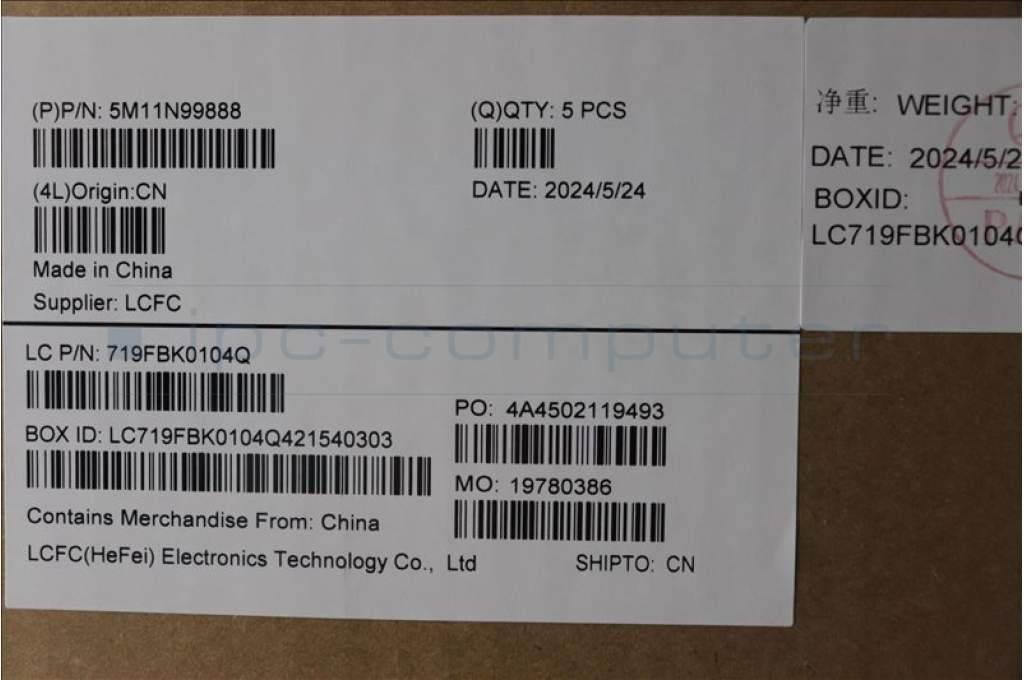 (P)P/N: 5M11N99888
(Q)QTY: 5 PCS
(4L)Origin:CN
DATE: 2024/5/24
Made in China
Supplier: LCFC
净重: WEIGHT:
DATE: 2024/5/2
BOXID:
LC719FBK0104
ipc-computer
LC P/N: 719FBK0104Q
PO: 4A4502119493
BOX ID: LC719FBK0104Q421540303
MO: 19780386
Contains Merchandise From: China
LCFC(HeFei) Electronics Technology Co., Ltd
SHIPTO: CN